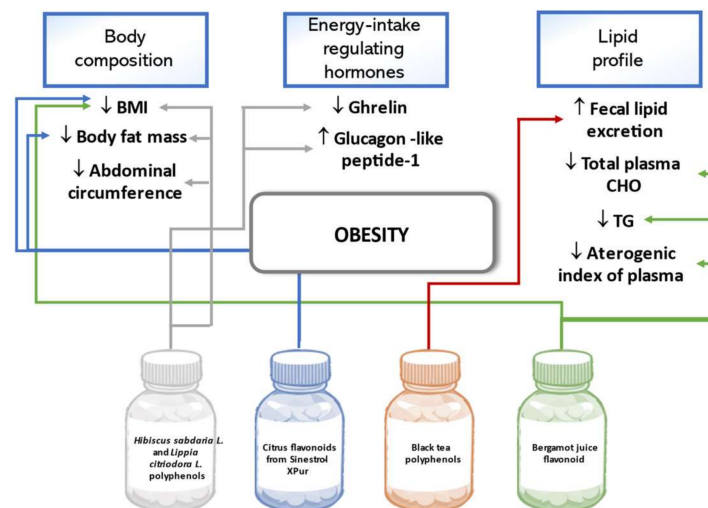 Body
composition
↓ BMI
↓ Body fat mass
↓ Abdominal
circumference
Energy-intake
regulating
hormones
↓ Ghrelin
↑ Glucagon -like
peptide-1
Lipid
profile
↑ Fecal lipid
excretion
↓ Total plasma
CHO
↓ TG
↓ Aterogenic
index of plasma
OBESITY
Hibiscus sabdaria L.
and Lippia
citriodora L.
polyphenols
Citrus flavonoids
from Sinestrol
XPur
Black tea
polyphenols
Bergamot juice
flavonoid